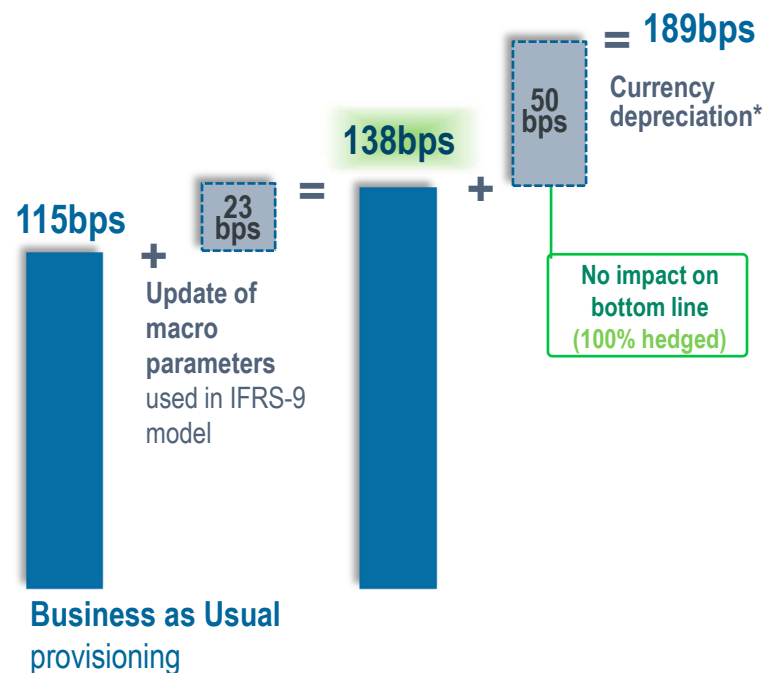 115bps
+
23
bps
Update of
macro
parameters
used in IFRS-9
model
=
138bps
+
50
bps
= 189bps
Currency
depreciation*
No impact on
bottom line
(100% hedged)
Business as Usual
provisioning